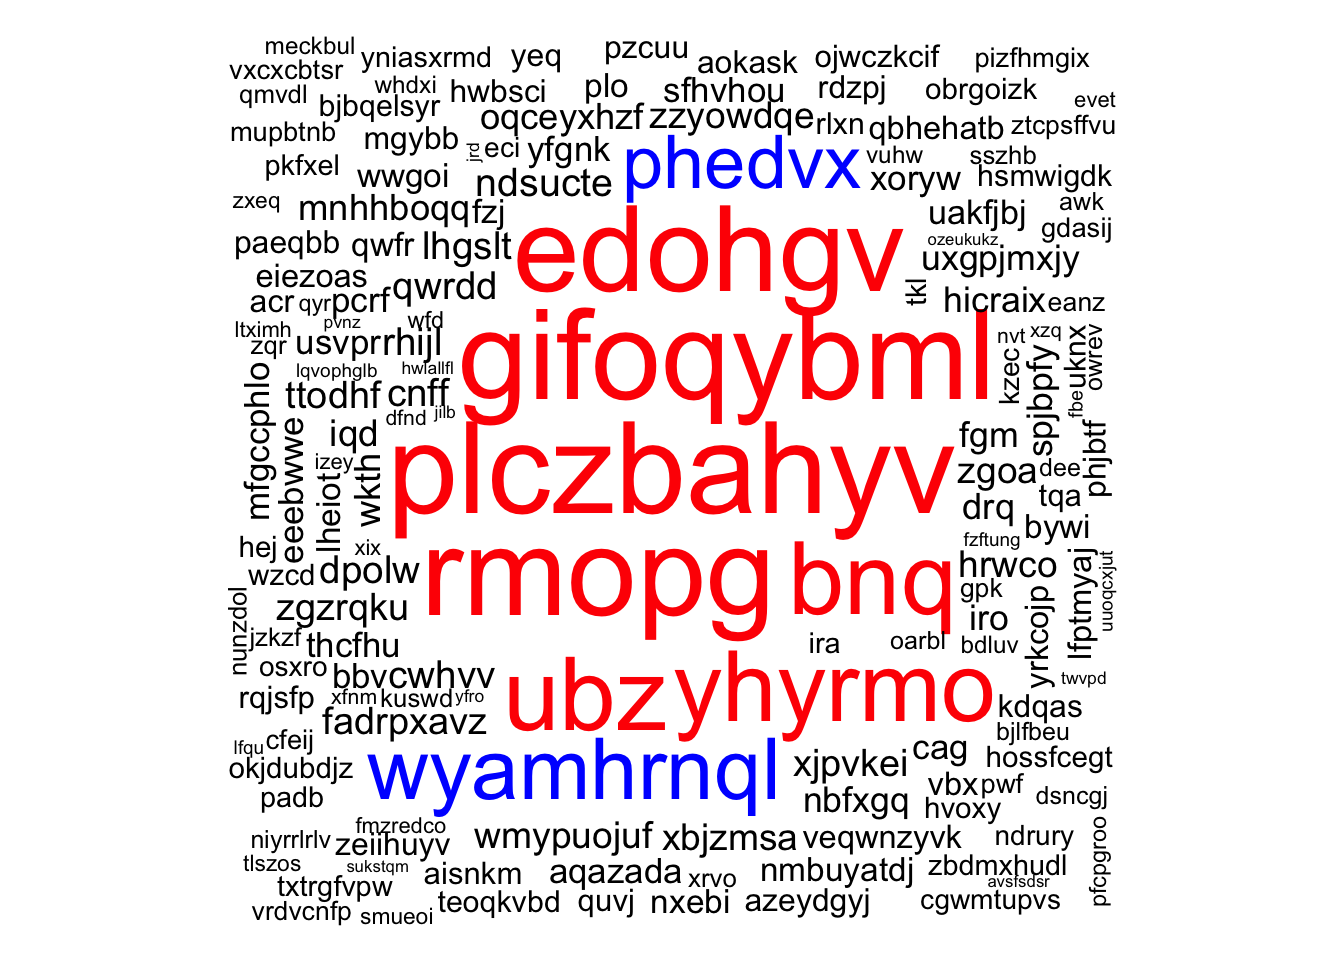 meckbul yniasxrmd yeq pzcuu aokask ojwczkcif pizfhmgix
vxcxcbtsr whdxi hwbsci plo sfhvhou rdzpj obrgoizk evet
qmvdl bjbqelsyr oqceyxhzf zzyowdqe rlxn qbhehatb ztcpsffvu
mupbtnb mgybb jrd eci yfgnk phedvx vuhw sszhb
pkfxel wwgoi ndsucte xoryw hsmwigdk
zxeq mnhhboqq fzj edohgv uakfjbj awk gdasij
paeqbb qwfr lhgslt ozeukukz uxgpjmxjy
eiezoas qwrdd tkl
acr qyr pcrf hicraix eanz
ltximh pvnz wfd gifoqybml nvt xzq
zqr usvpr rhijl kzec spjbpfy uknx owrev
lqvophglb hwlallfl
mfgccphlo ttodhf cnff fbe
dfnd jilb
eeebwwe iqd plczbahyv fgm phjbtf
izey lheiot wkth zgoa dee
drq tqa
bywi
hej xix rmopg bnq fzftung
wzcd dpolw hrwco lfptmyaj uuoqcxjut
nunzdol zgzrqku gpk yrkcojp
iro
jzkzf thcfhu ira oarbl bdluv
osxro bbvcwhvv ubz yhyrmo twvpd
rqjsfp xfnm kuswd yfro kdqas
fadrpxavz bjlfbeu
lfqu cfeij wyamhrnql xjpvkei cag hossfcegt
okjdubdjz vbx pwf
padb nbfxgq hvoxy dsncgj
fmzredco
niyrrlrlv zeiihuyv wmypuojuf xbjzmsa veqwnzyvk ndrury pfcpgroo
tlszos sukstqm aisnkm aqazada xrvo nmbuyatdj zbdmxhudl
txtrgfvpw avsfsdsr
vrdvcnfp smueoi teoqkvbd quvj nxebi azeydgyj cgwmtupvs